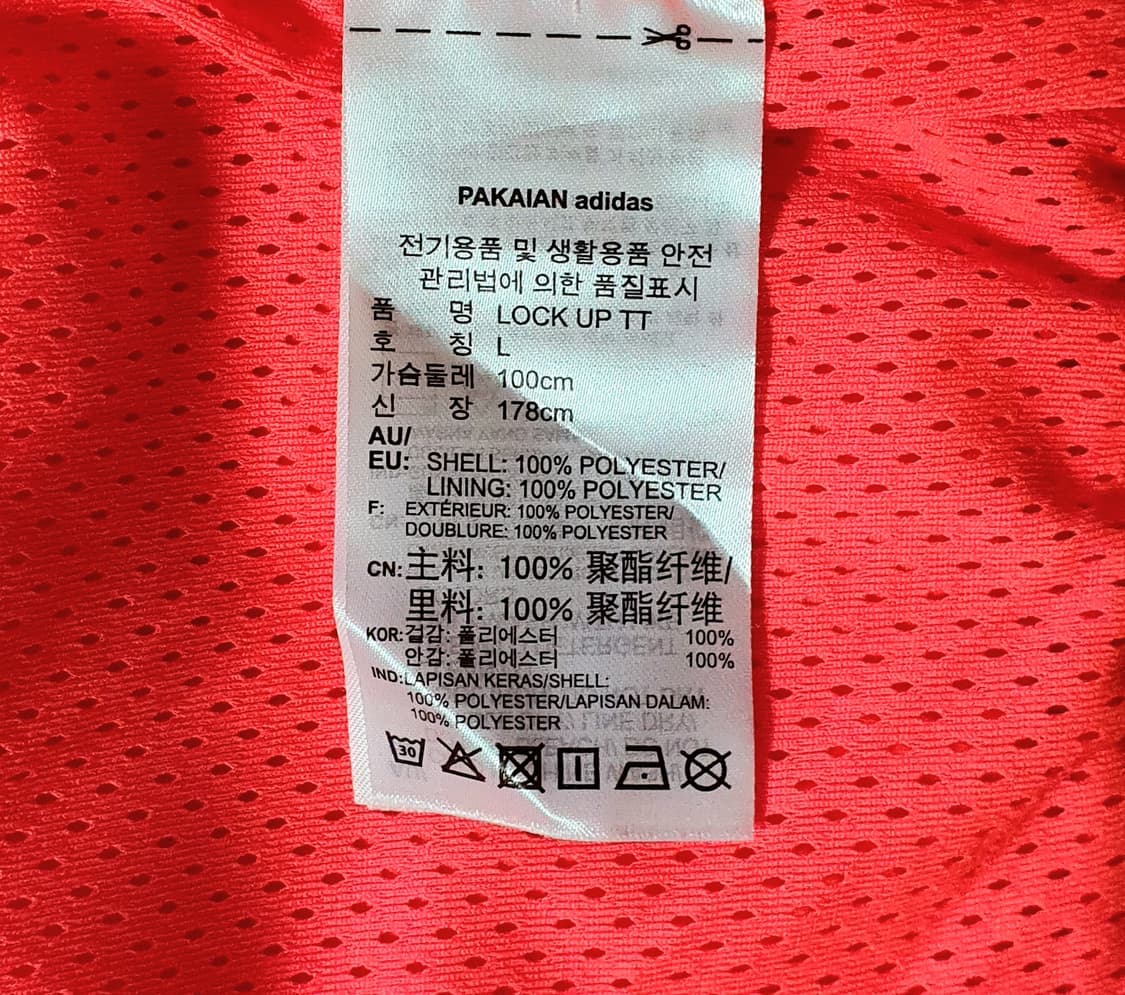 PAKAIAN adidas
전기용품 및 생활용품 안전
관리법에 의한 품질표시
품 명 LOCK UP TT
호 칭 L
가슴둘레 100cm
신 장 178cm
AU/
EU: SHELL: 100% POLYESTER/
LINING: 100% POLYESTER
F: EXTÉRIEUR: 100% POLYESTER/
DOUBLURE: 100% POLYESTER
CN: 主料: 100% 聚酯纤维/
里料: 100% 聚酯纤维
KOR: 겉감: 폴리에스터 100%
안감: 폴리에스터 100%
IND: LAPISAN KERAS/SHELL:
100% POLYESTER/LAPISAN DALAM:
100% POLYESTER
30